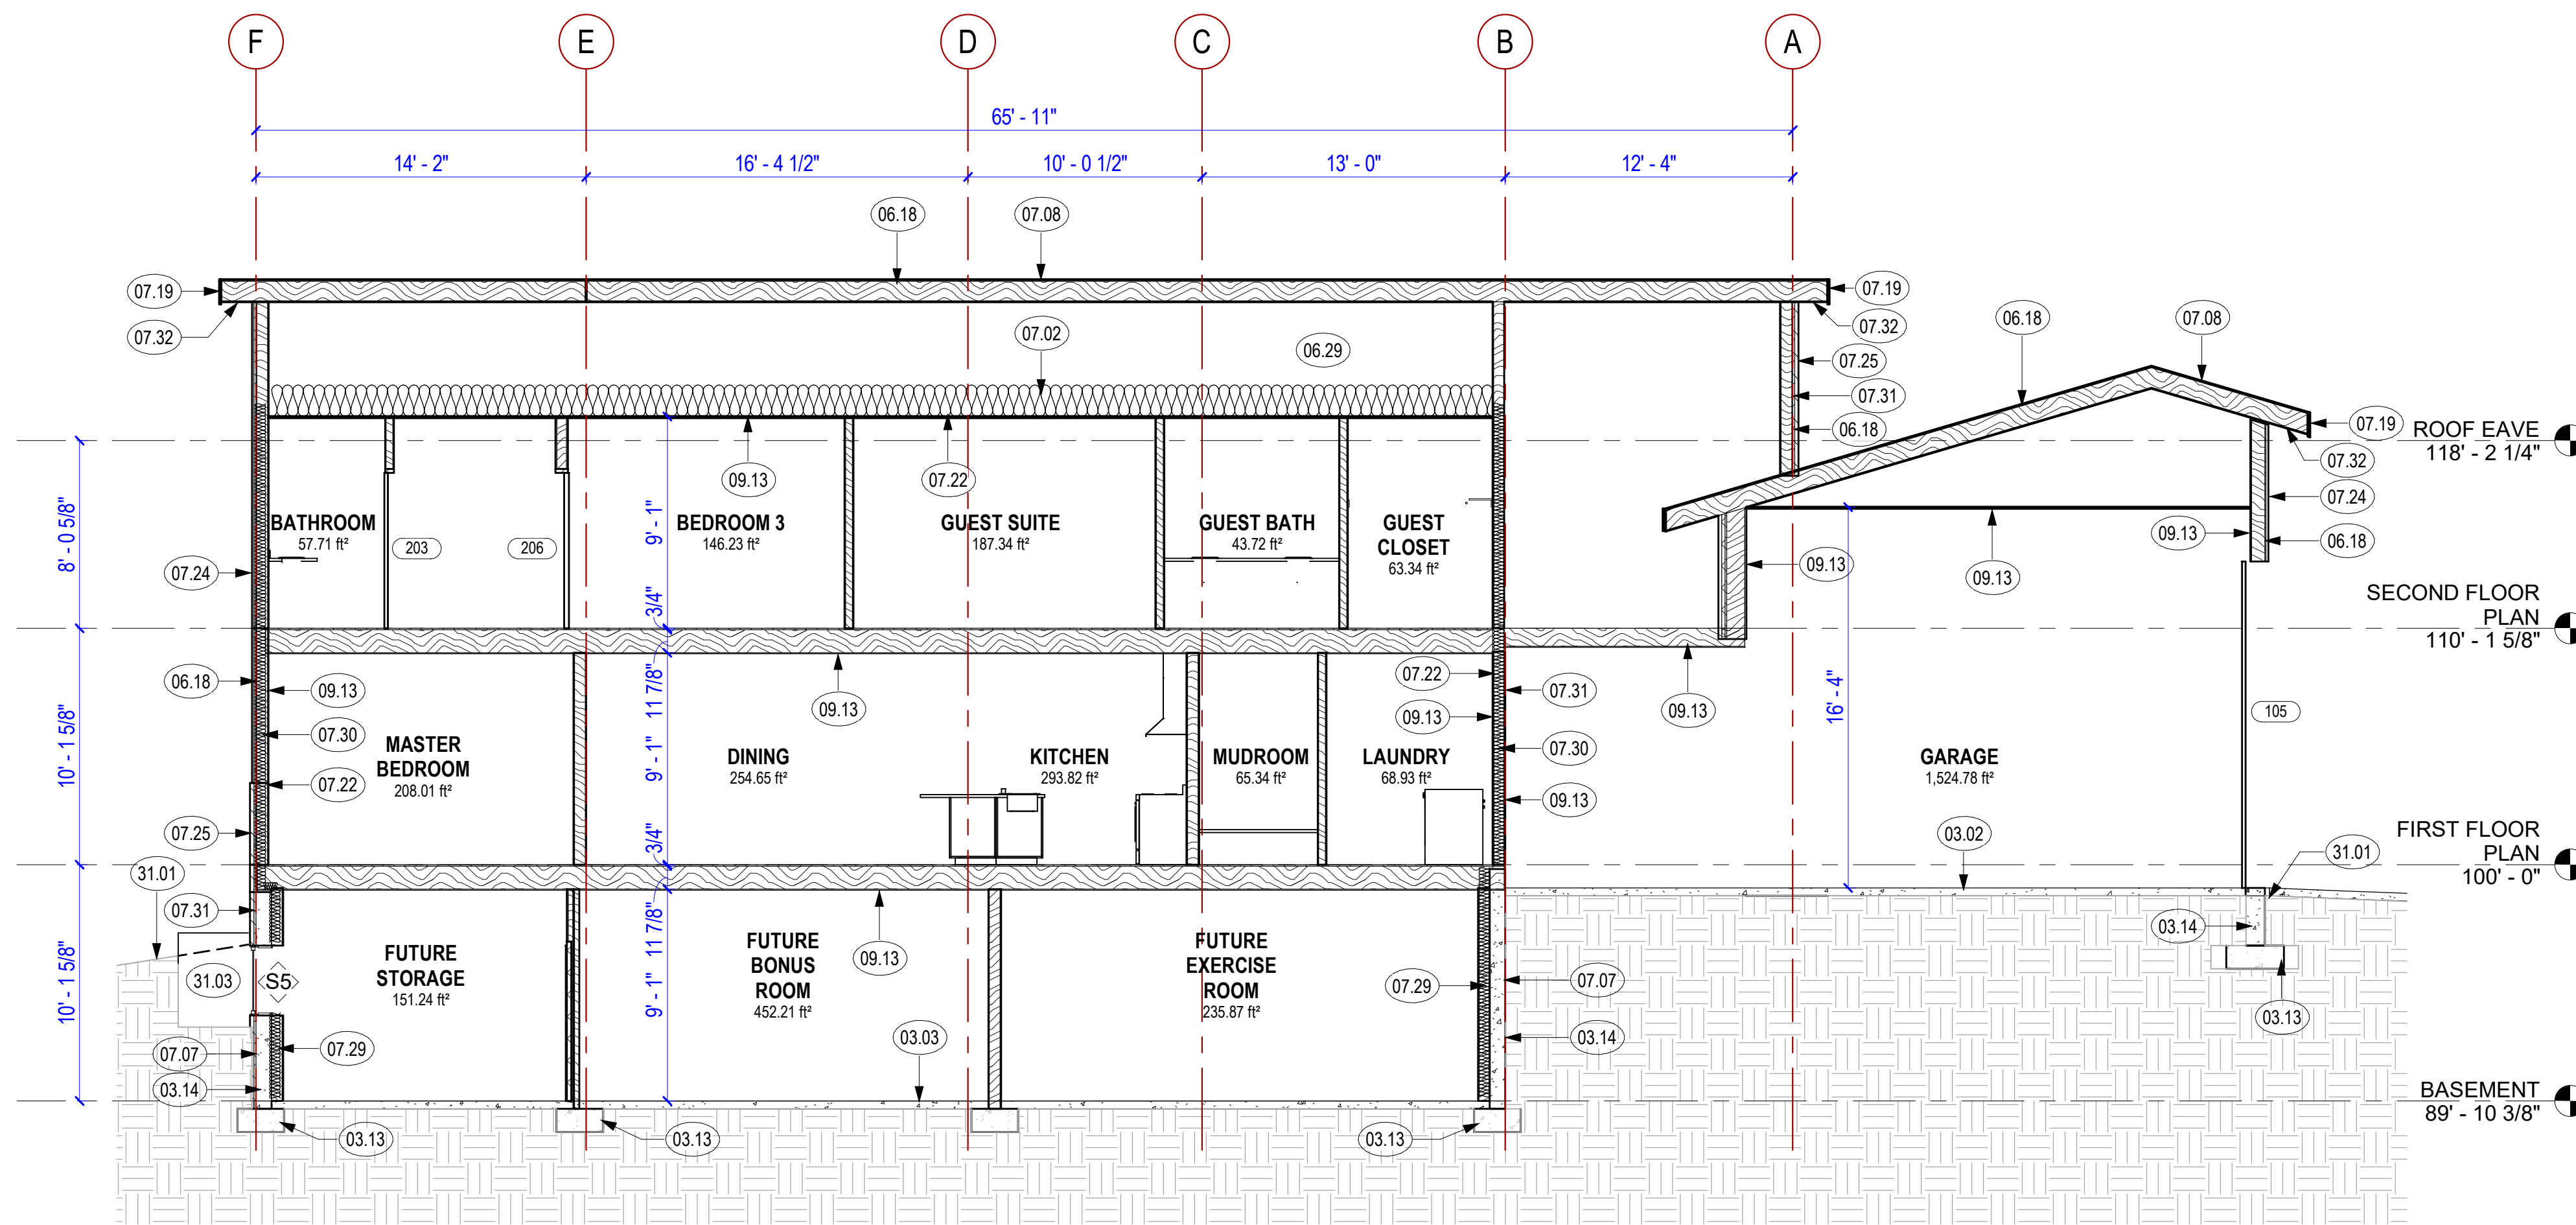 F E D C B A
65' - 11"
14' - 2" 16' - 4 1/2" 10' - 0 1/2" 13' - 0" 12' - 4"
06.18 07.08
07.19 07.19
07.32 07.02 06.29 07.32 06.18 07.08
07.25
07.31
07.19
06.18
ROOF EAVE
118' - 2 1/4"
07.32
09.13 07.22
07.24
8' - 0 5/8"
9' - 1"
BATHROOM
57.71 ft²
203
206
BEDROOM 3
146.23 ft²
GUEST SUITE
187.34 ft²
GUEST BATH
43.72 ft²
GUEST
CLOSET
63.34 ft²
09.13
06.18
07.24
09.13
09.13
3/4"
SECOND FLOOR
PLAN
110' - 1 5/8"
06.18
09.13
07.30
07.22
07.25
10' - 1 5/8"
11 7/8"
9' - 1"
3/4"
MASTER
BEDROOM
208.01 ft²
09.13
DINING
254.65 ft²
KITCHEN
293.82 ft²
MUDROOM
65.34 ft²
LAUNDRY
68.93 ft²
07.22
09.13
07.31
07.30
09.13
09.13
16' - 4"
GARAGE
1,524.78 ft²
105
03.02
31.01
FIRST FLOOR
PLAN
100' - 0"
31.01
07.31
31.03
S5
07.07
03.14
07.29
10' - 1 5/8"
11 7/8"
9' - 1"
FUTURE
STORAGE
151.24 ft²
FUTURE
BONUS
ROOM
452.21 ft²
09.13
03.03
FUTURE
EXERCISE
ROOM
235.87 ft²
07.29
07.07
03.14
03.14
03.13
BASEMENT
89' - 10 3/8"
03.13 03.13 03.13